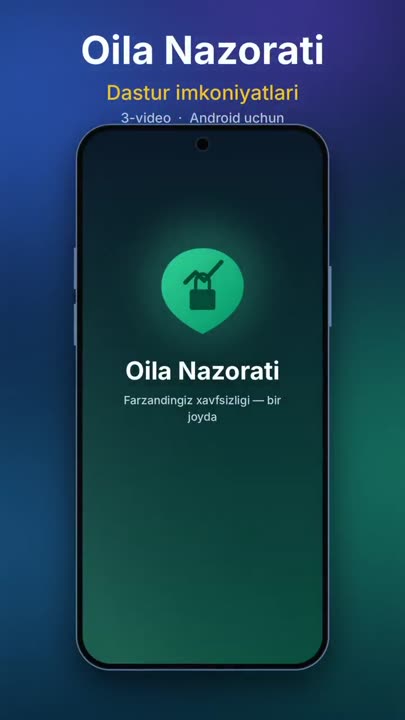 Oila Nazorati
Dastur imkoniyatlari
3-video · Android uchun
Oila Nazorati
Farzandingiz xavfsizligi — bir
joyda